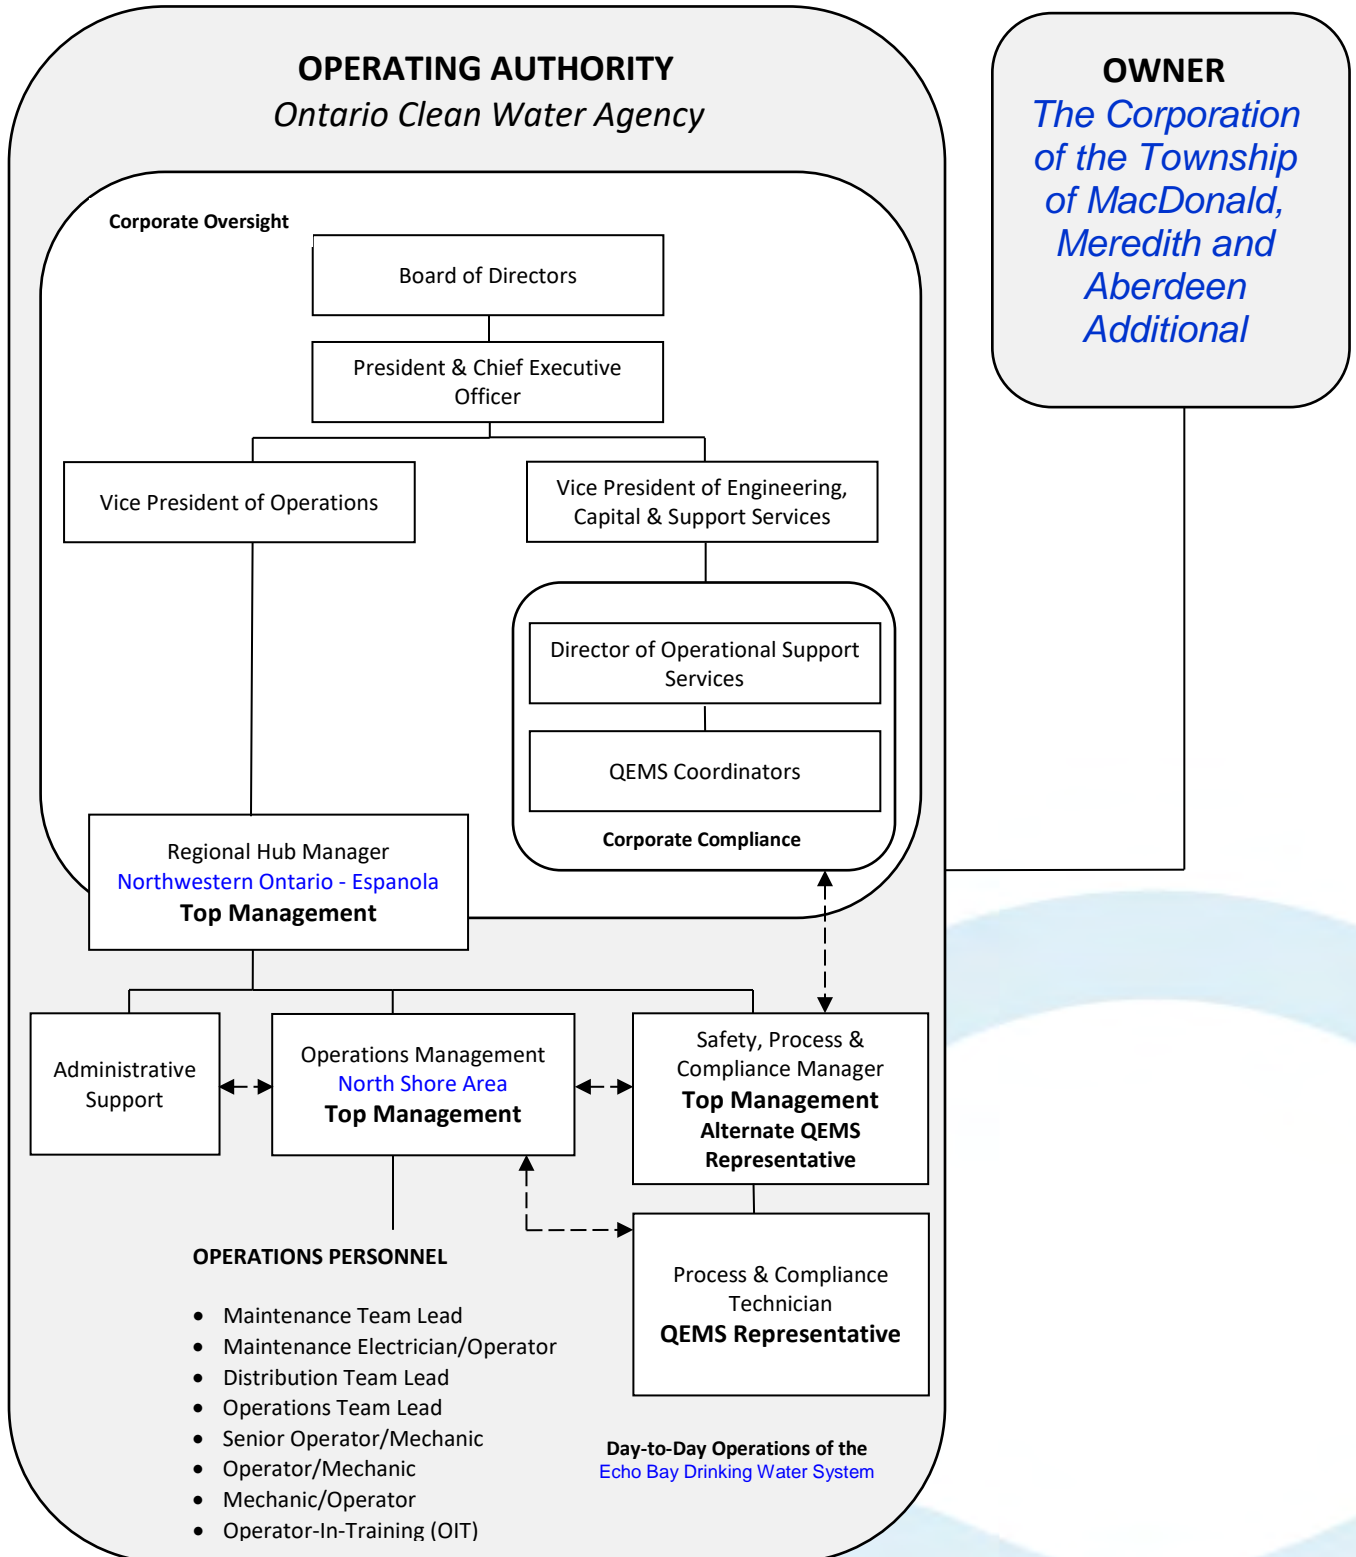 OPERATING AUTHORITY
Ontario Clean Water Agency
OWNER
The Corporation
of the Township
of MacDonald,
Meredith and
Aberdeen
Additional
Corporate Oversight
Board of Directors
President & Chief Executive
Officer
Vice President of Operations
Vice President of Engineering,
Capital & Support Services
Director of Operational Support
Services
QEMS Coordinators
Corporate Compliance
Regional Hub Manager
Northwestern Ontario - Espanola
Top Management
Administrative
Support
Operations Management
North Shore Area
Top Management
Safety, Process &
Compliance Manager
Top Management
Alternate QEMS
Representative
Process & Compliance
Technician
QEMS Representative
OPERATIONS PERSONNEL
• Maintenance Team Lead
• Maintenance Electrician/Operator
• Distribution Team Lead
• Operations Team Lead
• Senior Operator/Mechanic
• Operator/Mechanic
• Mechanic/Operator
• Operator-In-Training (OIT)
Day-to-Day Operations of the
Echo Bay Drinking Water System